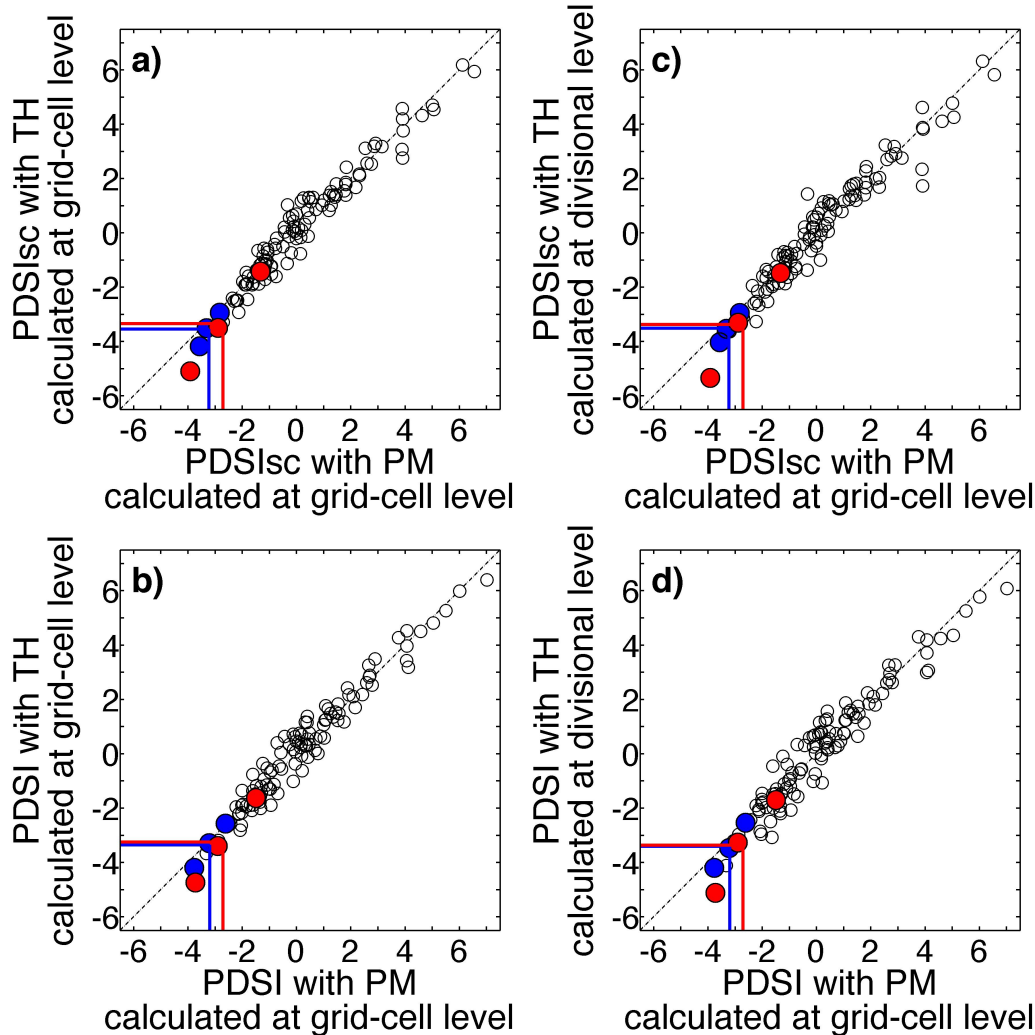 a)
PDSIsc with TH
calculated at grid-cell level
6
4
2
0
-2
-4
-6
-6 -4 -2 0 2 4 6
PDSIsc with PM
calculated at grid-cell level
c)
PDSIsc with TH
calculated at divisional level
6
4
2
0
-2
-4
-6
-6 -4 -2 0 2 4 6
PDSIsc with PM
calculated at grid-cell level
b)
PDSI with TH
calculated at grid-cell level
6
4
2
0
-2
-4
-6
-6 -4 -2 0 2 4 6
PDSI with PM
calculated at grid-cell level
d)
PDSI with TH
calculated at divisional level
6
4
2
0
-2
-4
-6
-6 -4 -2 0 2 4 6
PDSI with PM
calculated at grid-cell level